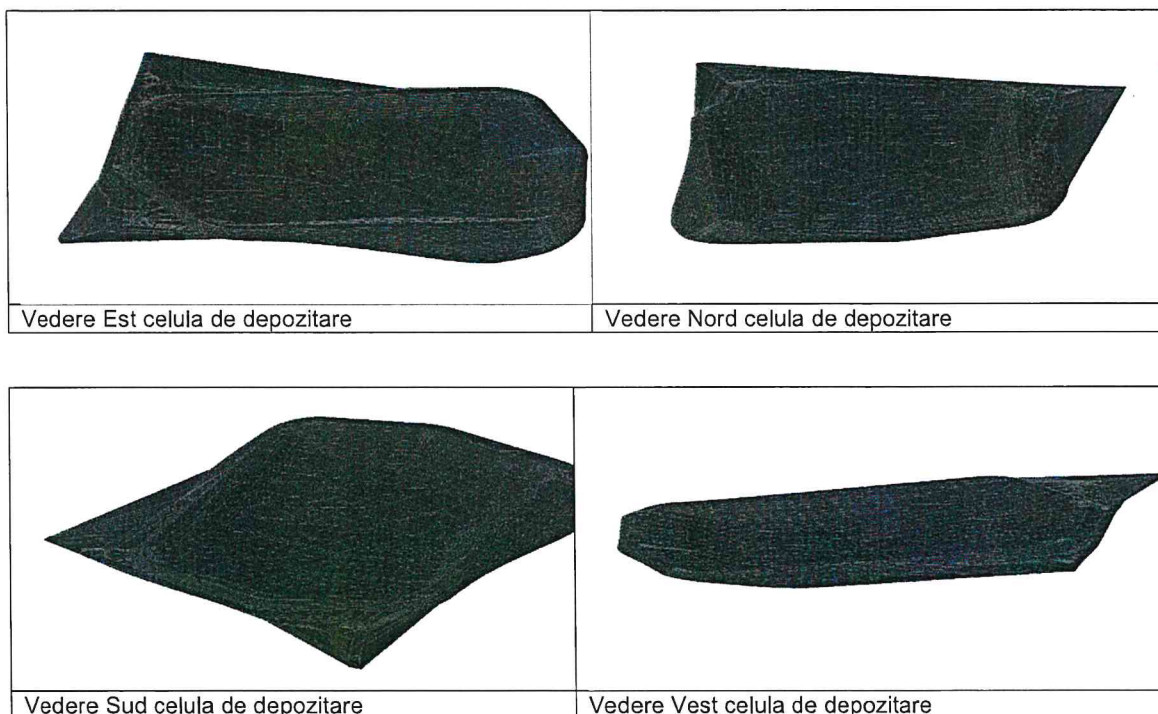 Vedere Est celula de depozitare
Vedere Nord celula de depozitare
Vedere Sud celula de depozitare
Vedere Vest celula de depozitare